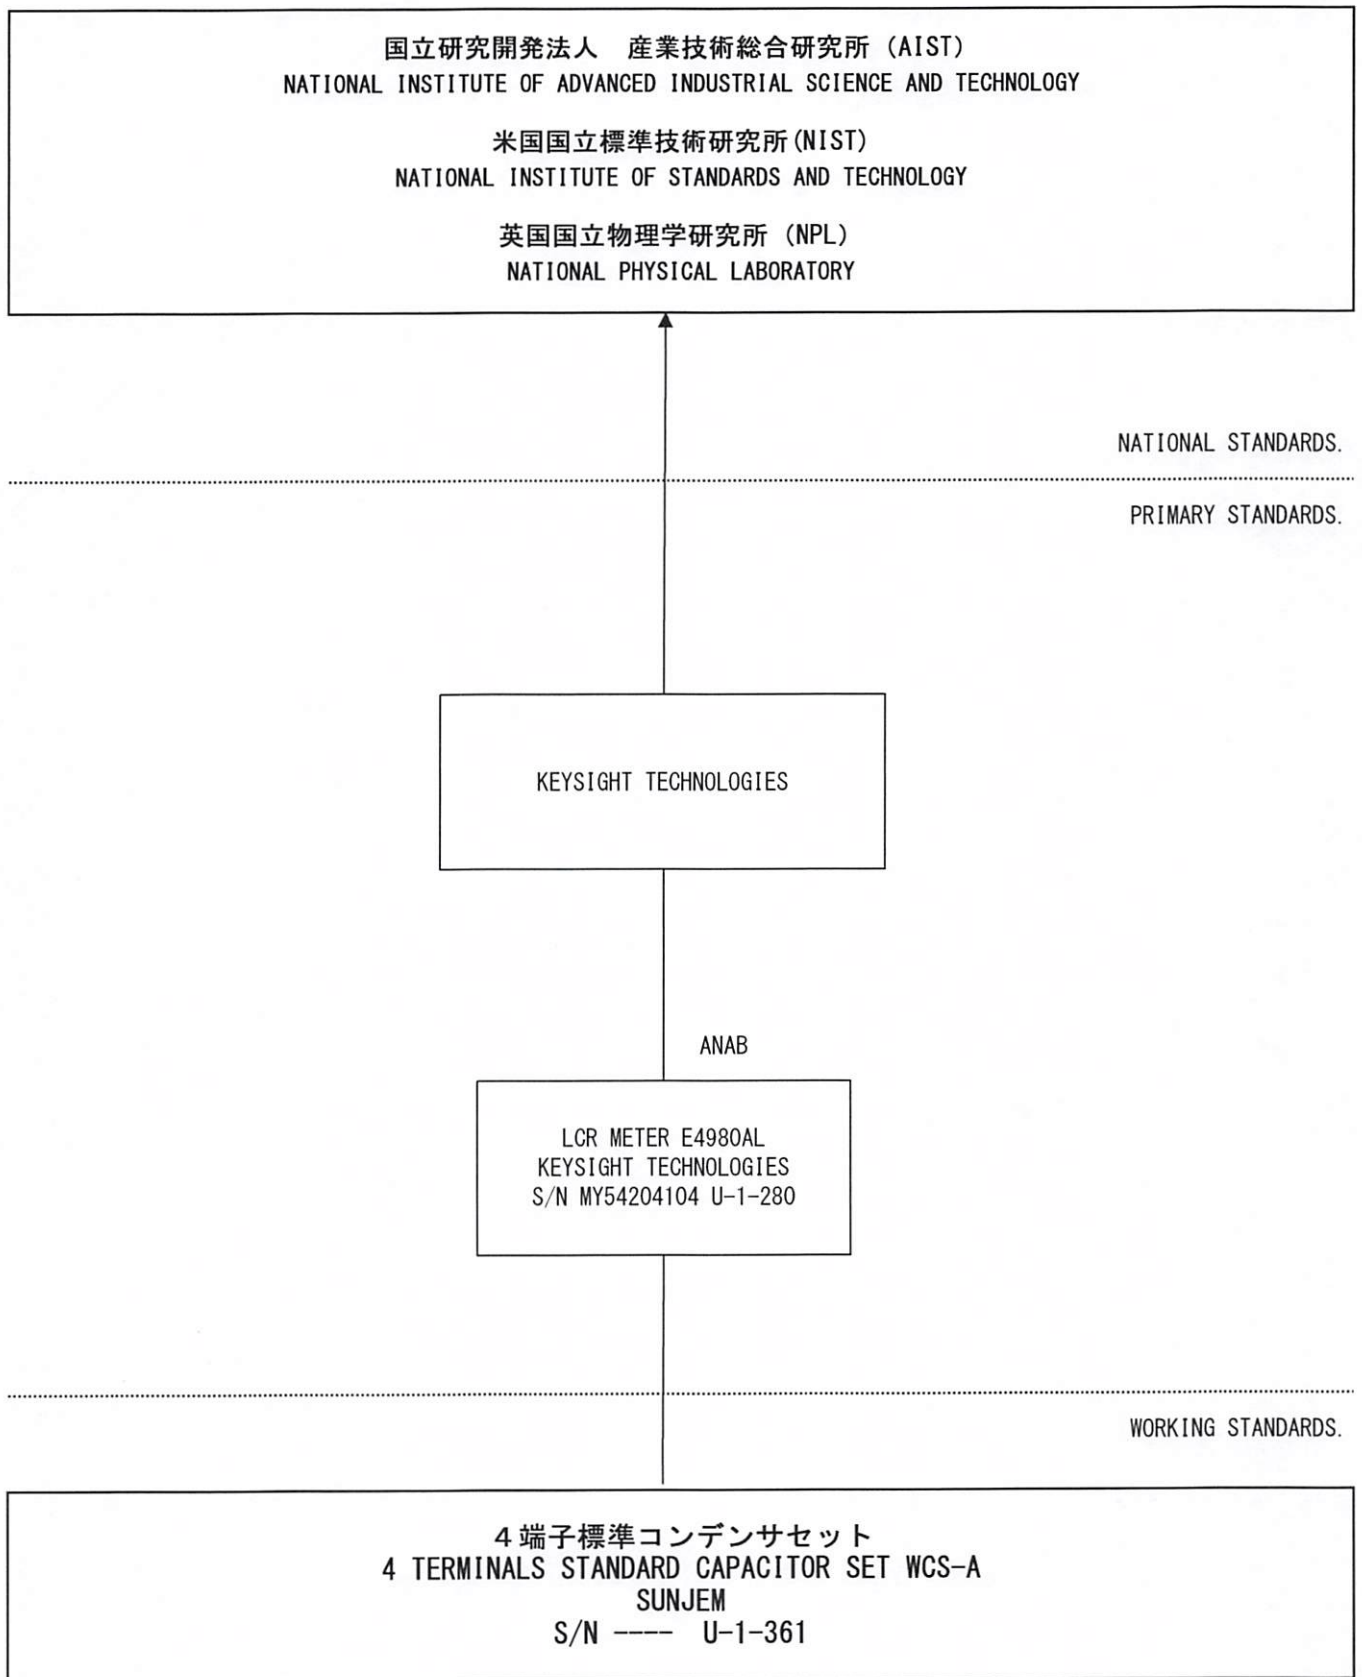 国立研究開発法人　産業技術総合研究所 (AIST)
NATIONAL INSTITUTE OF ADVANCED INDUSTRIAL SCIENCE AND TECHNOLOGY
米国国立標準技術研究所(NIST)
NATIONAL INSTITUTE OF STANDARDS AND TECHNOLOGY
英国国立物理学研究所 (NPL)
NATIONAL PHYSICAL LABORATORY
NATIONAL STANDARDS.
PRIMARY STANDARDS.
KEYSIGHT TECHNOLOGIES
ANAB
LCR METER E4980AL
KEYSIGHT TECHNOLOGIES
S/N MY54204104 U-1-280
WORKING STANDARDS.
４端子標準コンデンサセット
4 TERMINALS STANDARD CAPACITOR SET WCS-A
SUNJEM
S/N ---- U-1-361